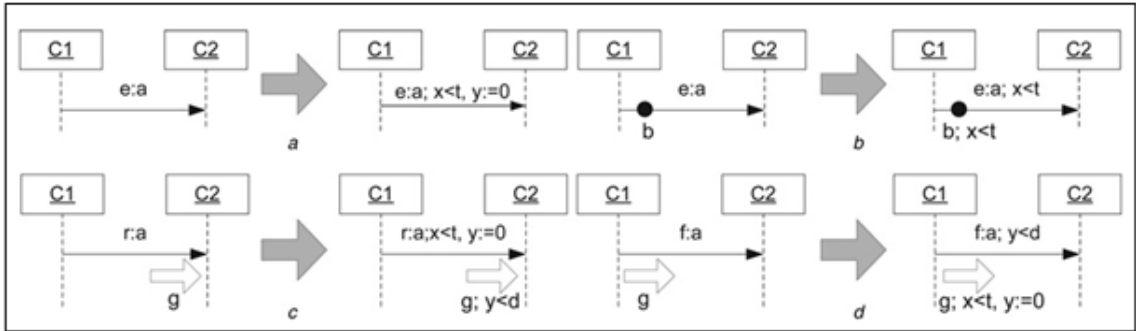 C1 C2 C1 C2 C1 C2 C1 C2
e:a e:a; x<t, y:=0 e:a e:a; x<t
b b; x<t
a b
C1 C2 C1 C2 C1 C2 C1 C2
r:a r:a;x<t, y:=0 f:a f:a; y<d
g g; y<d g g; x<t, y:=0
c d